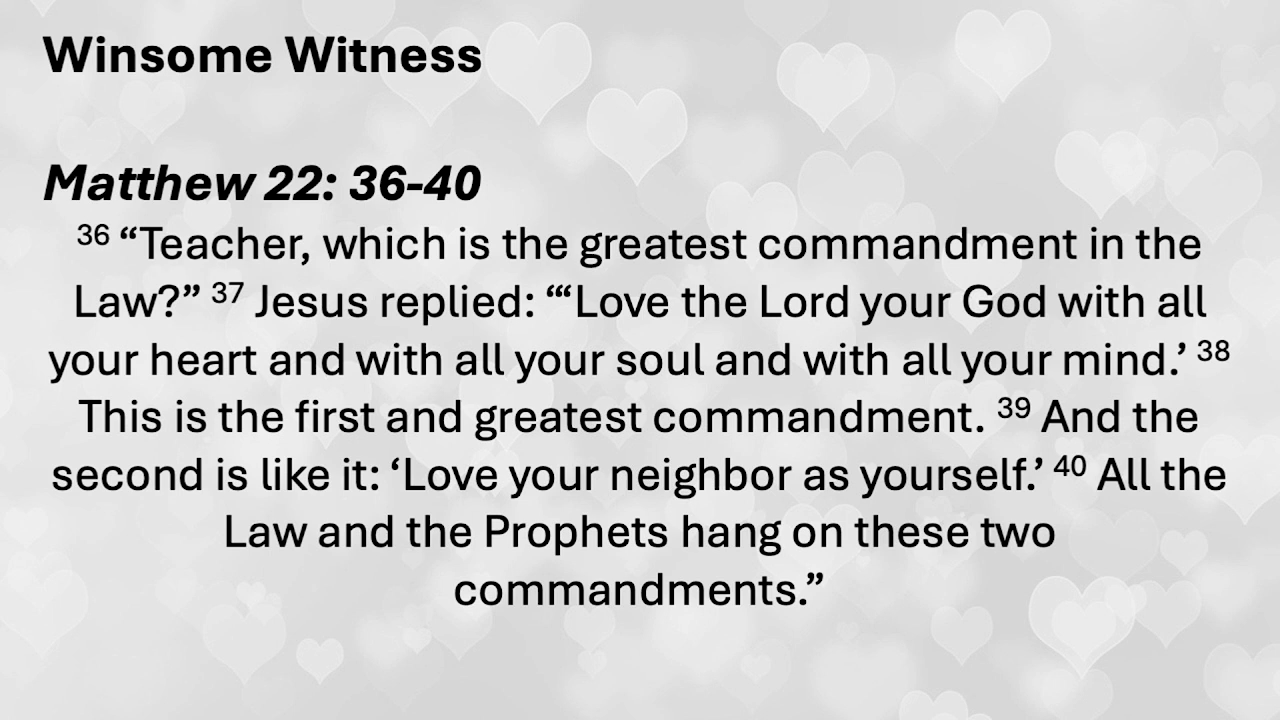 Winsome Witness
Matthew 22: 36-40
³⁶ “Teacher, which is the greatest commandment in the
Law?” ³⁷ Jesus replied: “‘Love the Lord your God with all
your heart and with all your soul and with all your mind.’ ³⁸
This is the first and greatest commandment. ³⁹ And the
second is like it: ‘Love your neighbor as yourself.’ ⁴⁰ All the
Law and the Prophets hang on these two
commandments.”